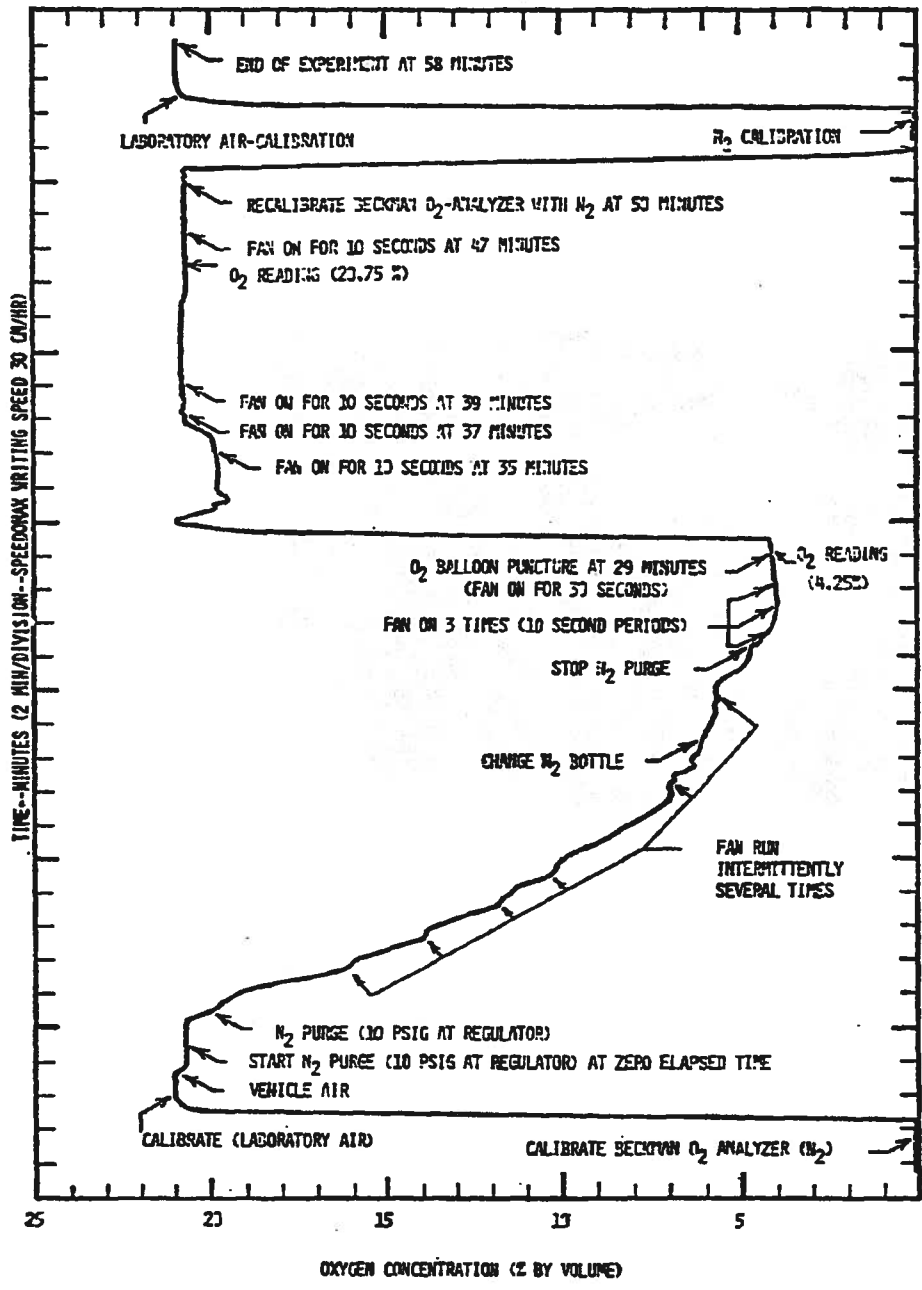 END OF EXPERIMENT AT 58 MINUTES
LABORATORY AIR-CALIBRATION
N2 CALIBRATION
RECALIBRATE BECKMAN O2-ANALYZER WITH N2 AT 50 MINUTES
FAN ON FOR 10 SECONDS AT 47 MINUTES
O2 READING (20.75 %)
FAN ON FOR 10 SECONDS AT 39 MINUTES
FAN ON FOR 10 SECONDS AT 37 MINUTES
FAN ON FOR 10 SECONDS AT 35 MINUTES
O2 BALLOON PUNCTURE AT 29 MINUTES
(FAN ON FOR 30 SECONDS)
O2 READING
(4.25%)
FAN ON 3 TIMES (10 SECOND PERIODS)
STOP N2 PURGE
CHANGE N2 BOTTLE
FAN RUN
INTERMITTENTLY
SEVERAL TIMES
N2 PURGE (10 PSIG AT REGULATOR)
START N2 PURGE (10 PSIG AT REGULATOR) AT ZERO ELAPSED TIME
VEHICLE AIR
CALIBRATE (LABORATORY AIR)
CALIBRATE BECKMAN O2 ANALYZER (N2)
TIME--MINUTES (2 MIN/DIVISION--SPEEDOMAX WRITING SPEED 30 CM/HR)
25 20 15 10 5
OXYGEN CONCENTRATION (% BY VOLUME)